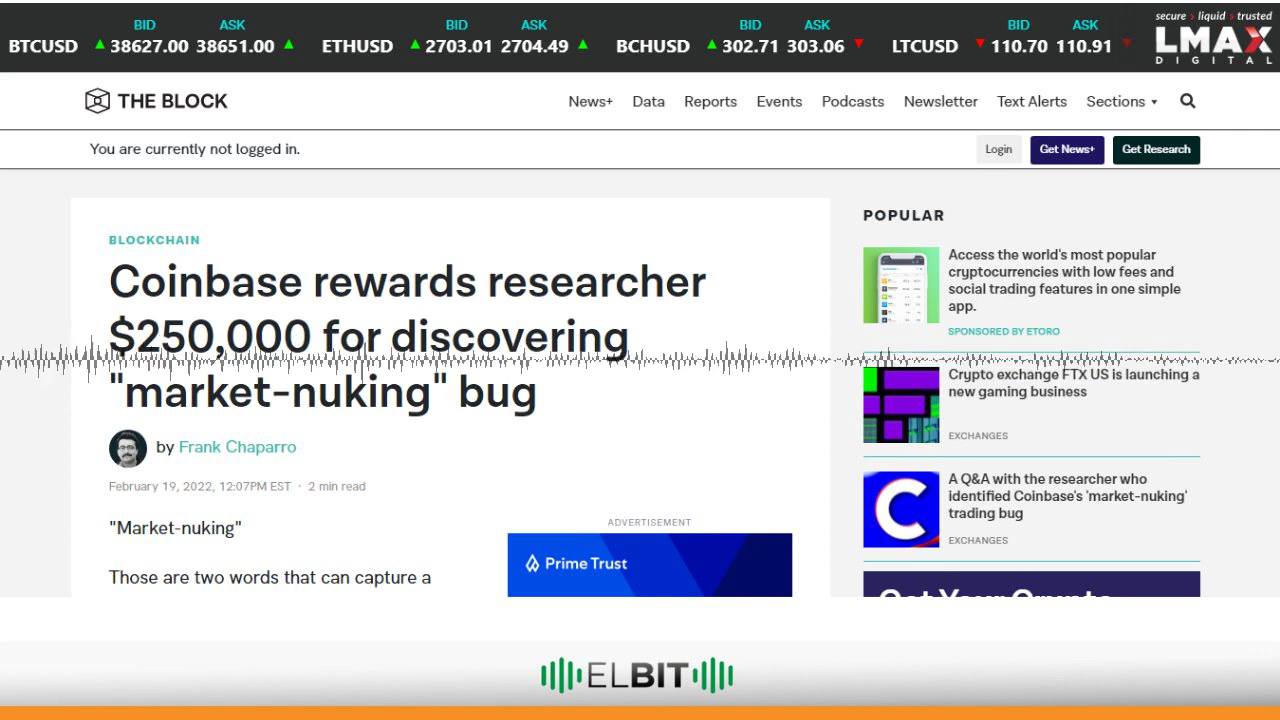 BID ASK BID ASK BID ASK BID ASK
BTCUSD 38627.00 38651.00 ETHUSD 2703.01 2704.49 BCHUSD 302.71 303.06 LTCUSD 110.70 110.91
secure › liquid › trusted
LMAX
DIGITAL
THE BLOCK
News+ Data Reports Events Podcasts Newsletter Text Alerts Sections
You are currently not logged in.
Login Get News+ Get Research
BLOCKCHAIN
Coinbase rewards researcher
$250,000 for discovering
"market-nuking" bug
by Frank Chaparro
February 19, 2022, 12:07PM EST · 2 min read
"Market-nuking"
Those are two words that can capture a
ADVERTISEMENT
Prime Trust
POPULAR
Access the world's most popular
cryptocurrencies with low fees and
social trading features in one simple
app.
SPONSORED BY ETORO
Crypto exchange FTX US is launching a
new gaming business
EXCHANGES
A Q&A with the researcher who
identified Coinbase's 'market-nuking'
trading bug
EXCHANGES
Get Your Crypto
ELBIT